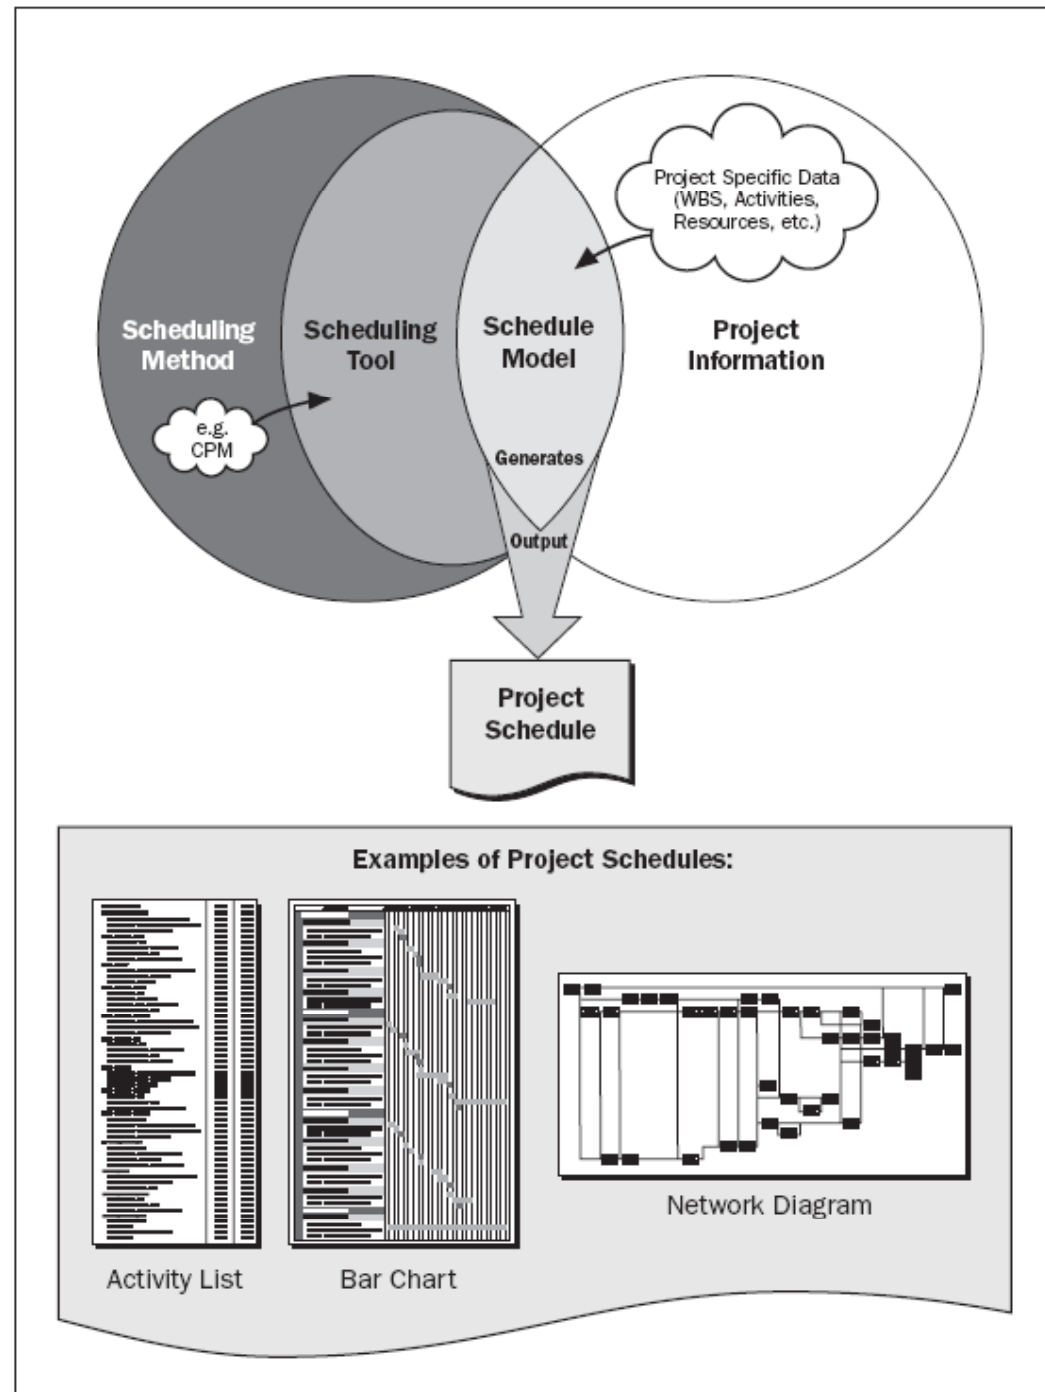 Project Specific Data
(WBS, Activities,
Resources, etc.)
Scheduling
Method
Scheduling
Tool
Schedule
Model
Project
Information
e.g.
CPM
Generates
Output
Project
Schedule
Examples of Project Schedules:
Activity List
Bar Chart
Network Diagram